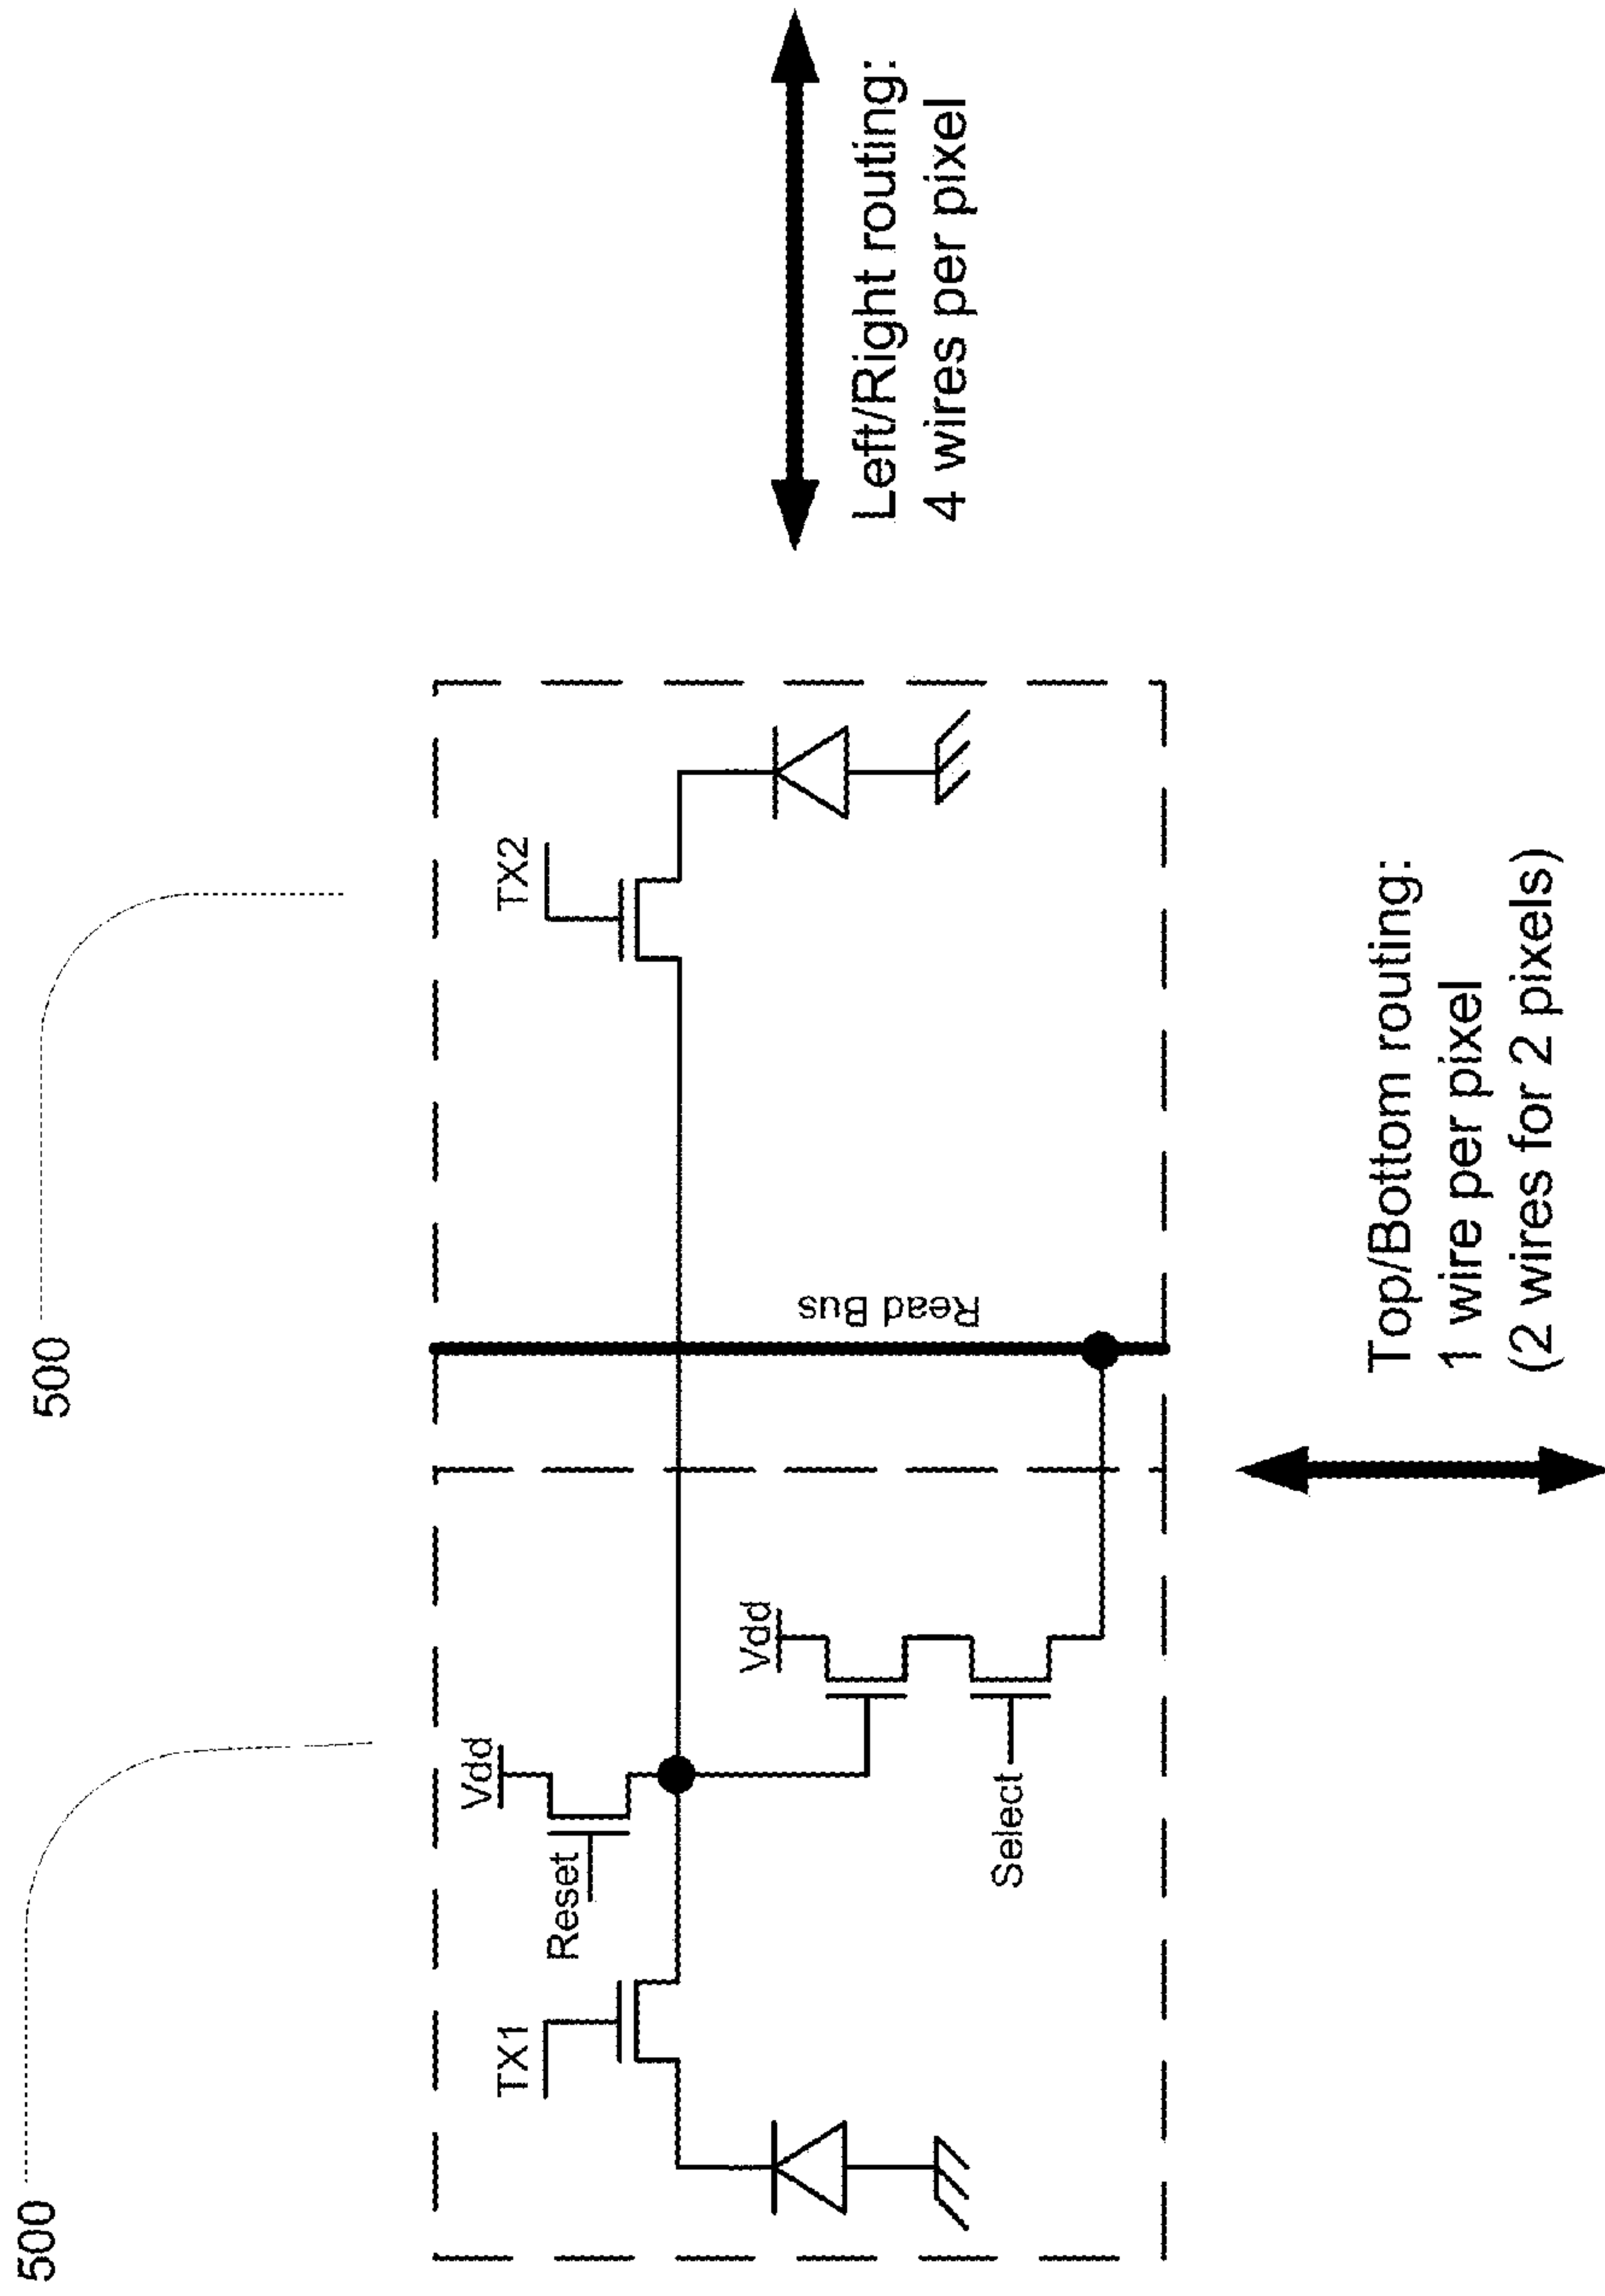 500
500
Vdd
TX1
Reset
TX2
Vdd
Select
Read Bus
Left/Right routing:
4 wires per pixel
Top/Bottom routing:
1 wire per pixel
(2 wires for 2 pixels)